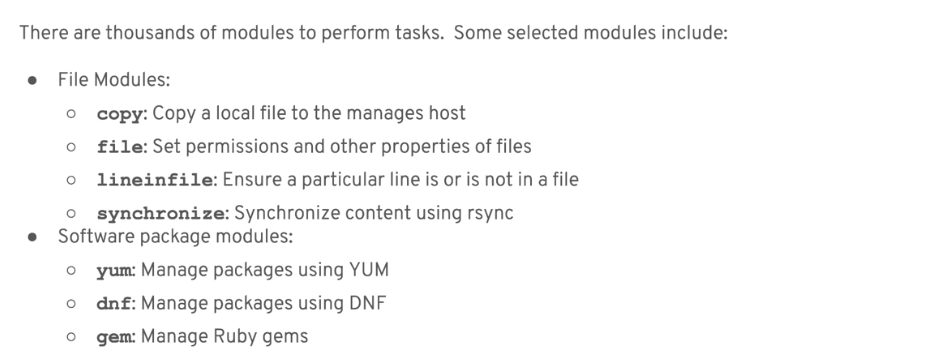 There are thousands of modules to perform tasks. Some selected modules include:
● File Modules:
○ copy: Copy a local file to the manages host
○ file: Set permissions and other properties of files
○ lineinfile: Ensure a particular line is or is not in a file
○ synchronize: Synchronize content using rsync
● Software package modules:
○ yum: Manage packages using YUM
○ dnf: Manage packages using DNF
○ gem: Manage Ruby gems